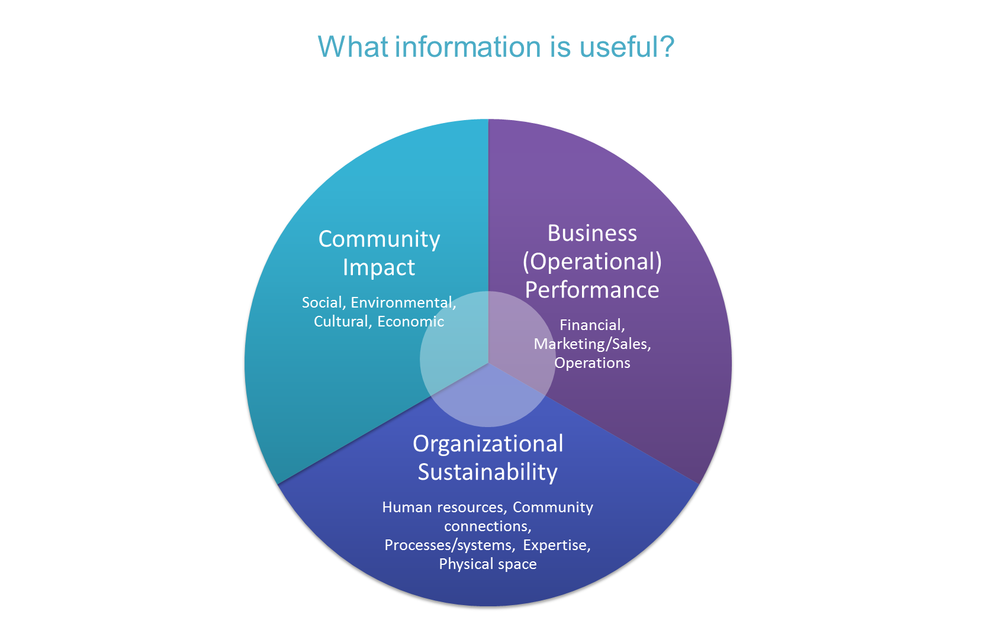 What information is useful?
Community
Impact
Social, Environmental,
Cultural, Economic
Business
(Operational)
Performance
Financial,
Marketing/Sales,
Operations
Organizational
Sustainability
Human resources, Community
connections,
Processes/systems, Expertise,
Physical space